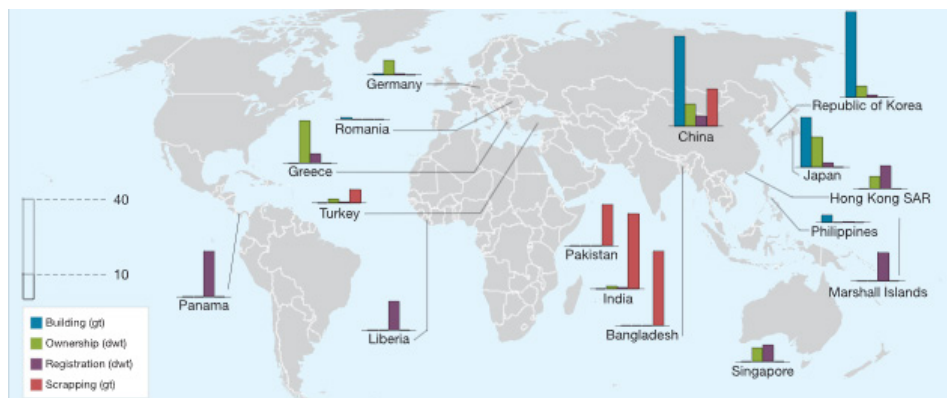 Germany
Romania
Greece
Turkey
Panama
Liberia
China
Republic of Korea
Japan
Hong Kong SAR
Philippines
Marshall Islands
Pakistan
India
Bangladesh
Singapore
40
10
Building (gt)
Ownership (dwt)
Registration (dwt)
Scrapping (gt)